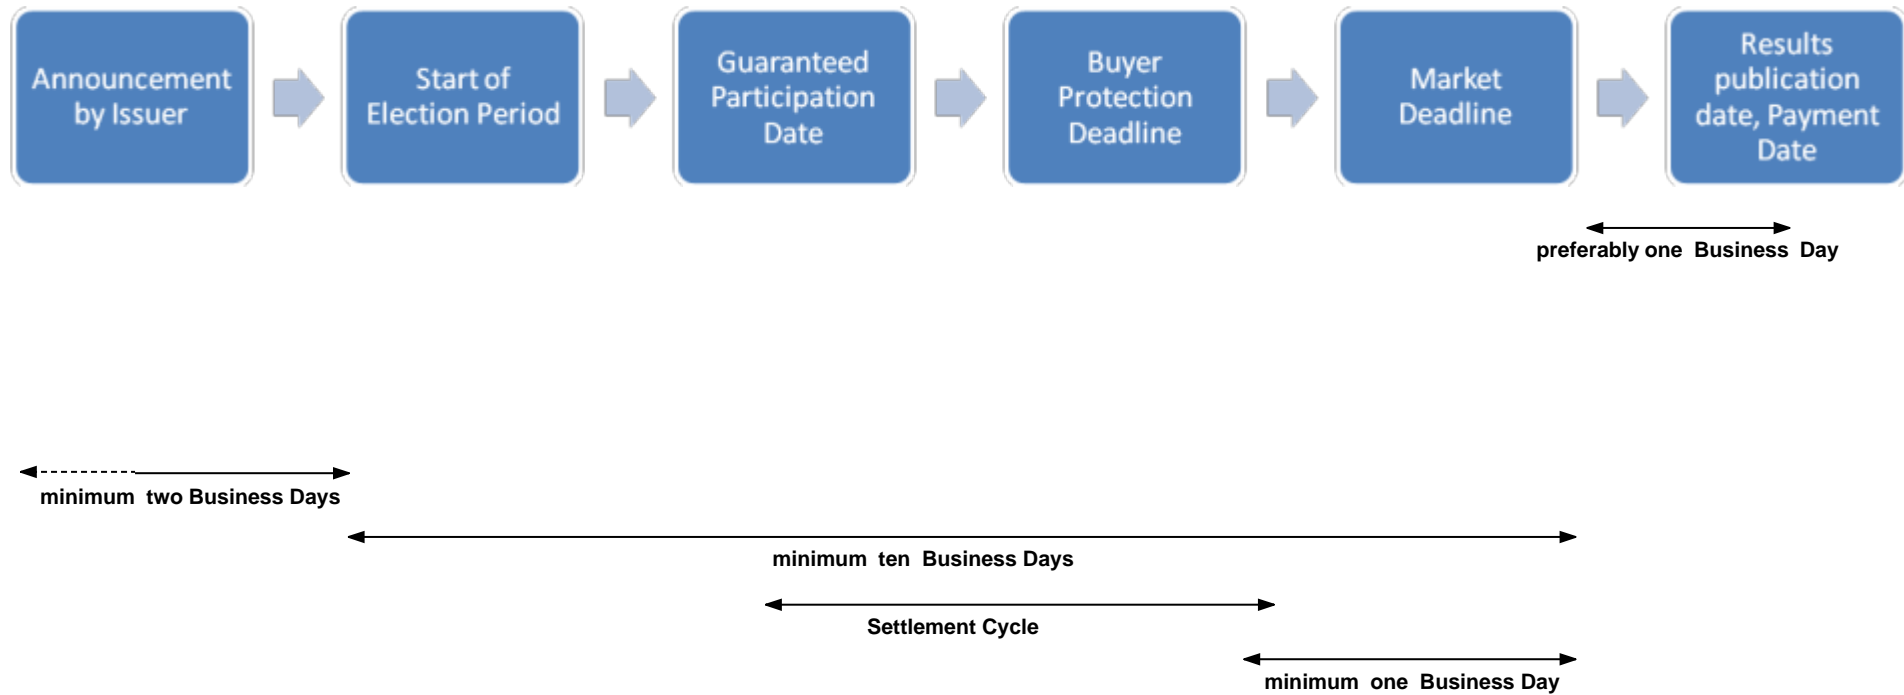 Announcement
by Issuer
Start of
Election Period
Guaranteed
Participation
Date
Buyer
Protection
Deadline
Market
Deadline
Results
publication
date, Payment
Date
preferably one Business Day
minimum two Business Days
minimum ten Business Days
Settlement Cycle
minimum one Business Day